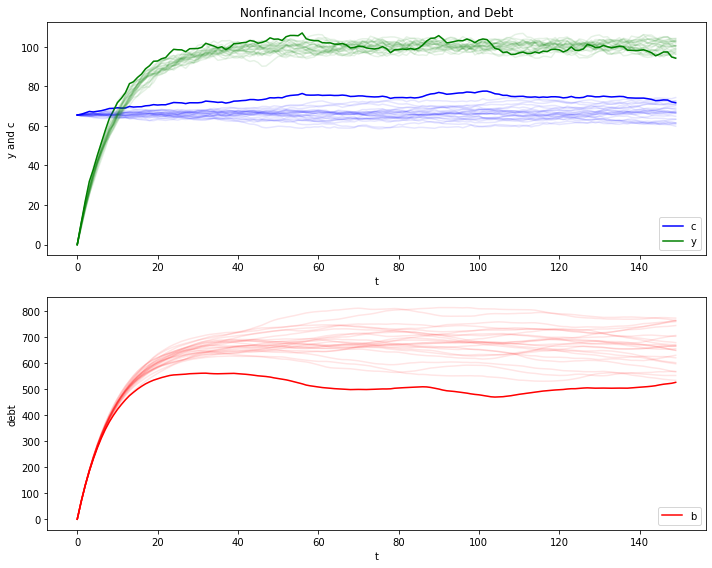 Nonfinancial Income, Consumption, and Debt
100
80
60
40
20
0
y and c
c
y
0 20 40 60 80 100 120 140
t
800
700
600
500
400
300
200
100
0
debt
b
0 20 40 60 80 100 120 140
t